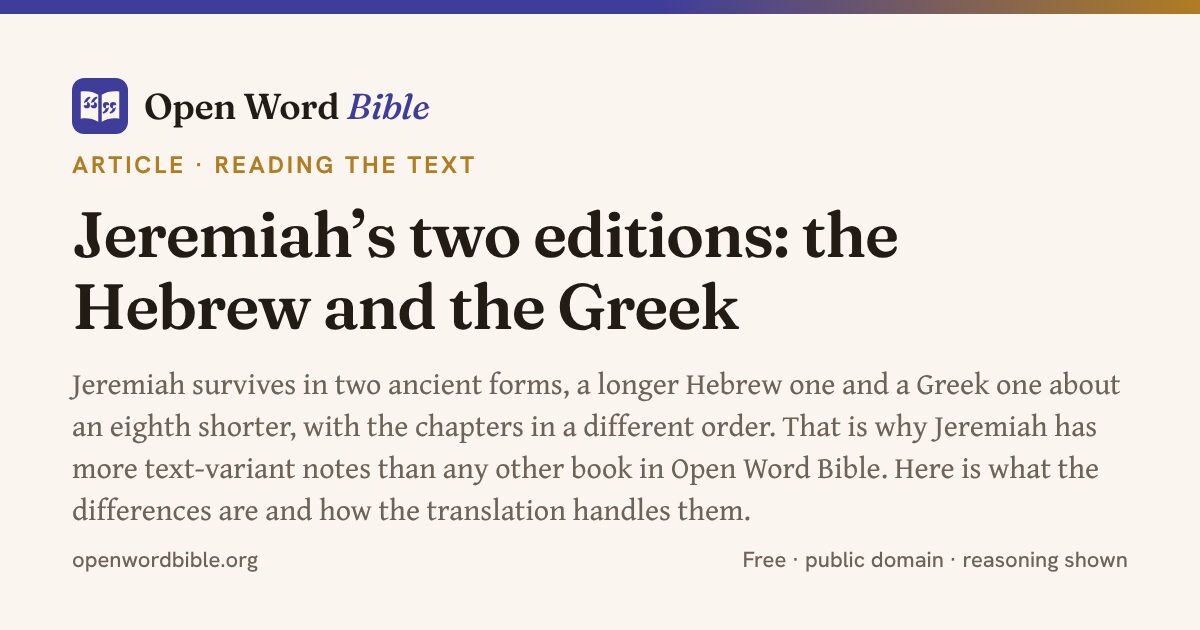 Open Word Bible
ARTICLE · READING THE TEXT
Jeremiah’s two editions: the
Hebrew and the Greek
Jeremiah survives in two ancient forms, a longer Hebrew one and a Greek one about
an eighth shorter, with the chapters in a different order. That is why Jeremiah has
more text-variant notes than any other book in Open Word Bible. Here is what the
differences are and how the translation handles them.
openwordbible.org
Free · public domain · reasoning shown